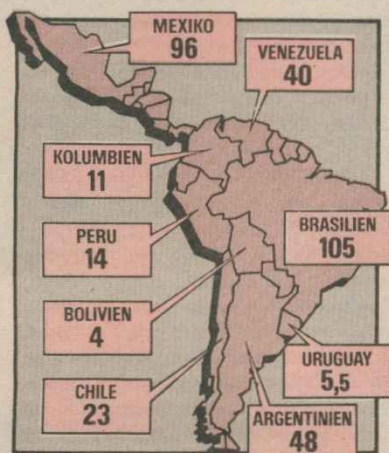 MEXIKO
96
VENEZUELA
40
KOLUMBIEN
11
PERU
14
BRASILIEN
105
BOLIVIEN
4
URUGUAY
5,5
CHILE
23
ARGENTINIEN
48